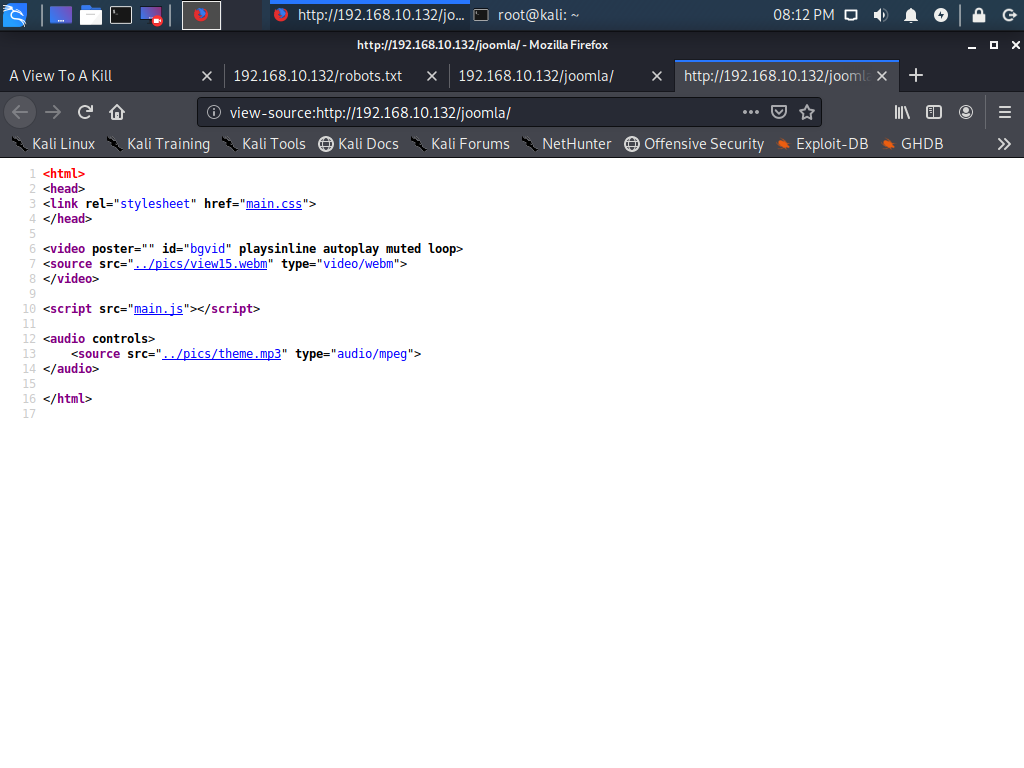 http://192.168.10.132/jo... root@kali: ~ 08:12 PM
http://192.168.10.132/joomla/ - Mozilla Firefox
A View To A Kill 192.168.10.132/robots.txt 192.168.10.132/joomla/ http://192.168.10.132/joomla
view-source:http://192.168.10.132/joomla/
Kali Linux Kali Training Kali Tools Kali Docs Kali Forums NetHunter Offensive Security Exploit-DB GHDB
1 <html>
2 <head>
3 <link rel="stylesheet" href="main.css">
4 </head>
5
6 <video poster="" id="bgvid" playsinline autoplay muted loop>
7 <source src="../pics/view15.webm" type="video/webm">
8 </video>
9
10 <script src="main.js"></script>
11
12 <audio controls>
13     <source src="../pics/theme.mp3" type="audio/mpeg">
14 </audio>
15
16 </html>
17